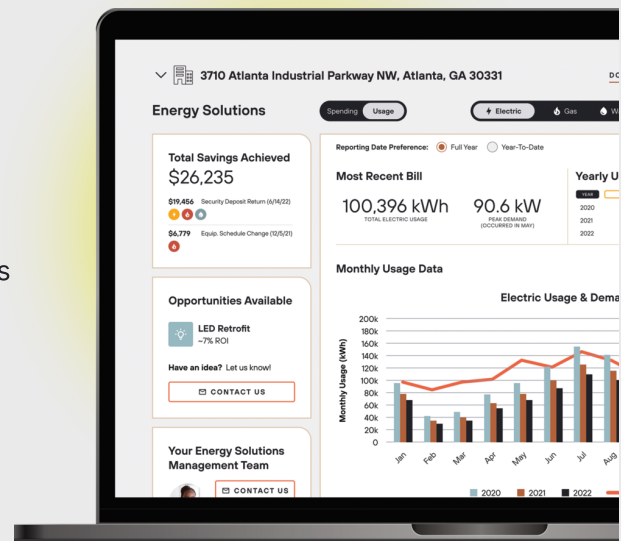 s
3710 Atlanta Industrial Parkway NW, Atlanta, GA 30331
Energy Solutions
Spending Usage
Electric Gas
Total Savings Achieved
$26,235
$19,456 Security Deposit Return (6/14/22)
$6,779 Equip. Schedule Change (12/5/21)
Opportunities Available
LED Retrofit
~7% ROI
Have an idea? Let us know!
CONTACT US
Your Energy Solutions
Management Team
CONTACT US
Reporting Date Preference: Full Year Year-To-Date
Most Recent Bill
100,396 kWh
TOTAL ELECTRIC USAGE
90.6 kW
PEAK DEMAND
(OCCURRED IN MAY)
Yearly U
YEAR
2020
2021
2022
Monthly Usage Data
Electric Usage & Dema
Monthly Usage (kWh)
200k
180k
160k
140k
120k
100k
80k
60k
40k
20k
0
Jan Feb Mar Apr May Jun Jul Aug
2020 2021 2022